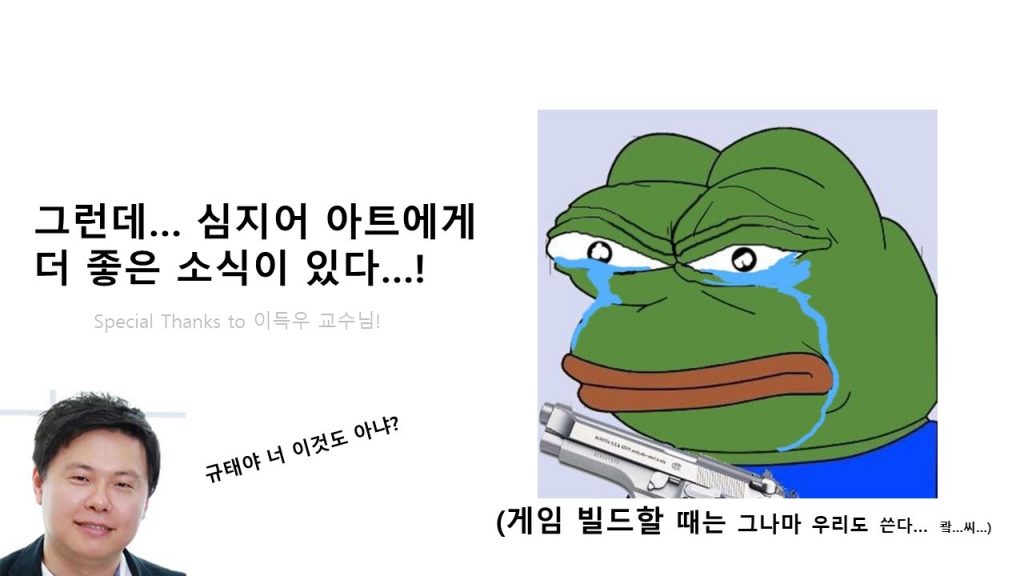 그런데... 심지어 아트에게
더 좋은 소식이 있다...!
Special Thanks to 이득우 교수님!
규태야 너 이것도 아냐?
(게임 빌드할 때는 그나마 우리도 쓴다... 콱...씨...)